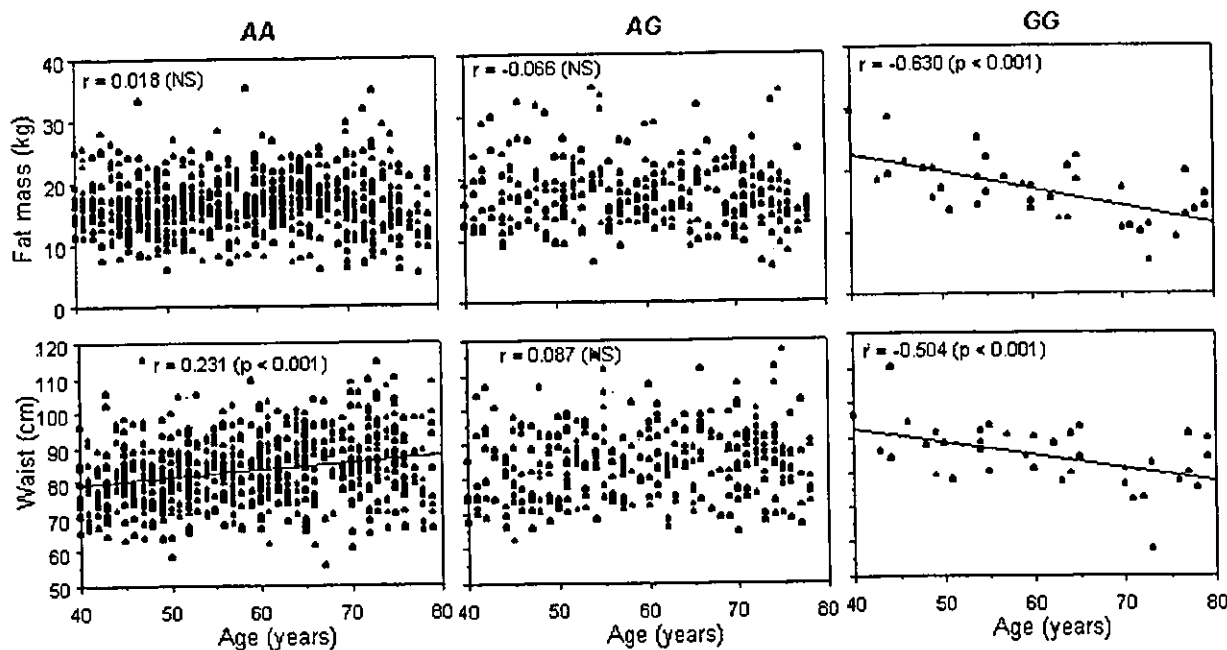 AA AG GG
r = 0.018 (NS) r = -0.066 (NS) r = -0.630 (p < 0.001)
Fat mass (kg)
40
30
20
10
0
r = 0.231 (p < 0.001) r = 0.087 (NS) r = -0.504 (p < 0.001)
Waist (cm)
120
110
100
90
80
70
60
50
40 50 60 70 80 40 50 60 70 80 40 50 60 70 80
Age (years) Age (years) Age (years)